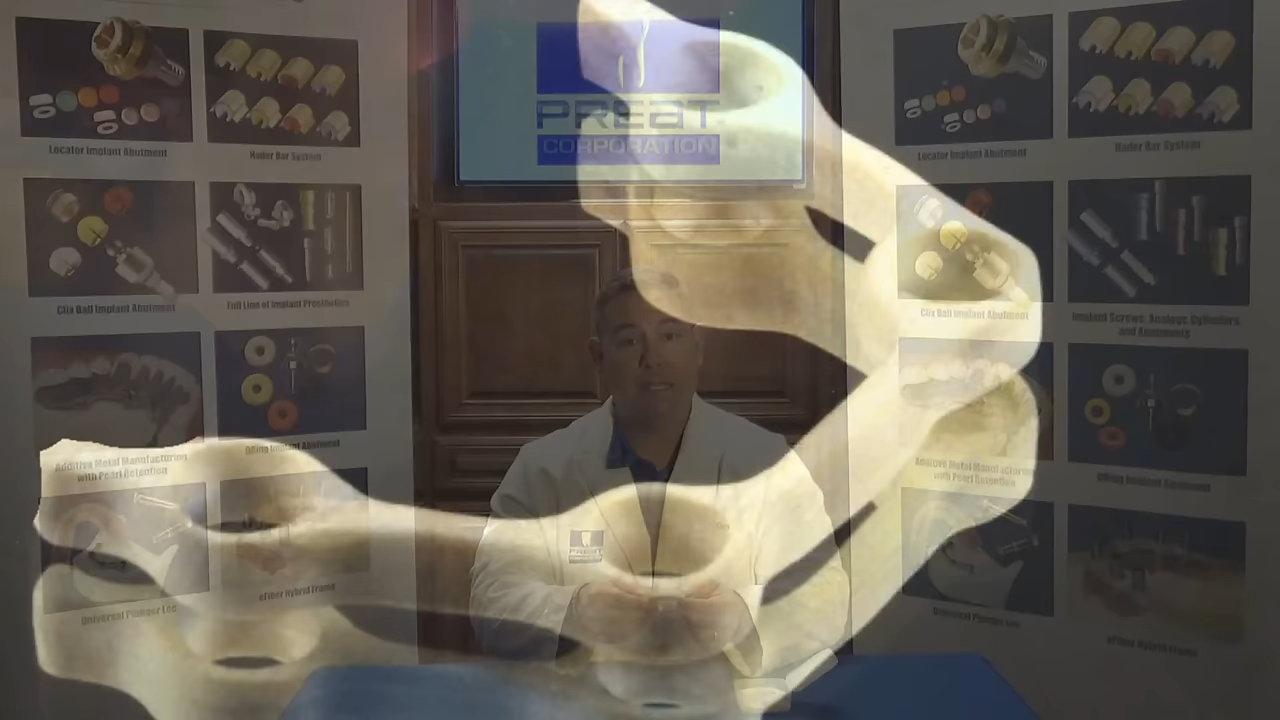 PREAT
CORPORATION
Locator Implant Abutment
Hader Bar System
Clix Ball Implant Abutment
Full Line of Implant Prosthetics
Additive Metal Manufacturing
with Pearl Retention
ORing Implant Abutment
Universal Plunger Loc
eFiber Hybrid Frame
PREAT
CORPORATION
Locator Implant Abutment
Hader Bar System
Clix Ball Implant Abutment
Implant Screws, Analogs, Cylinders,
and Abutments
Additive Metal Manufacturing
with Pearl Retention
ORing Implant Abutment
Universal Plunger Loc
eFiber Hybrid Frame